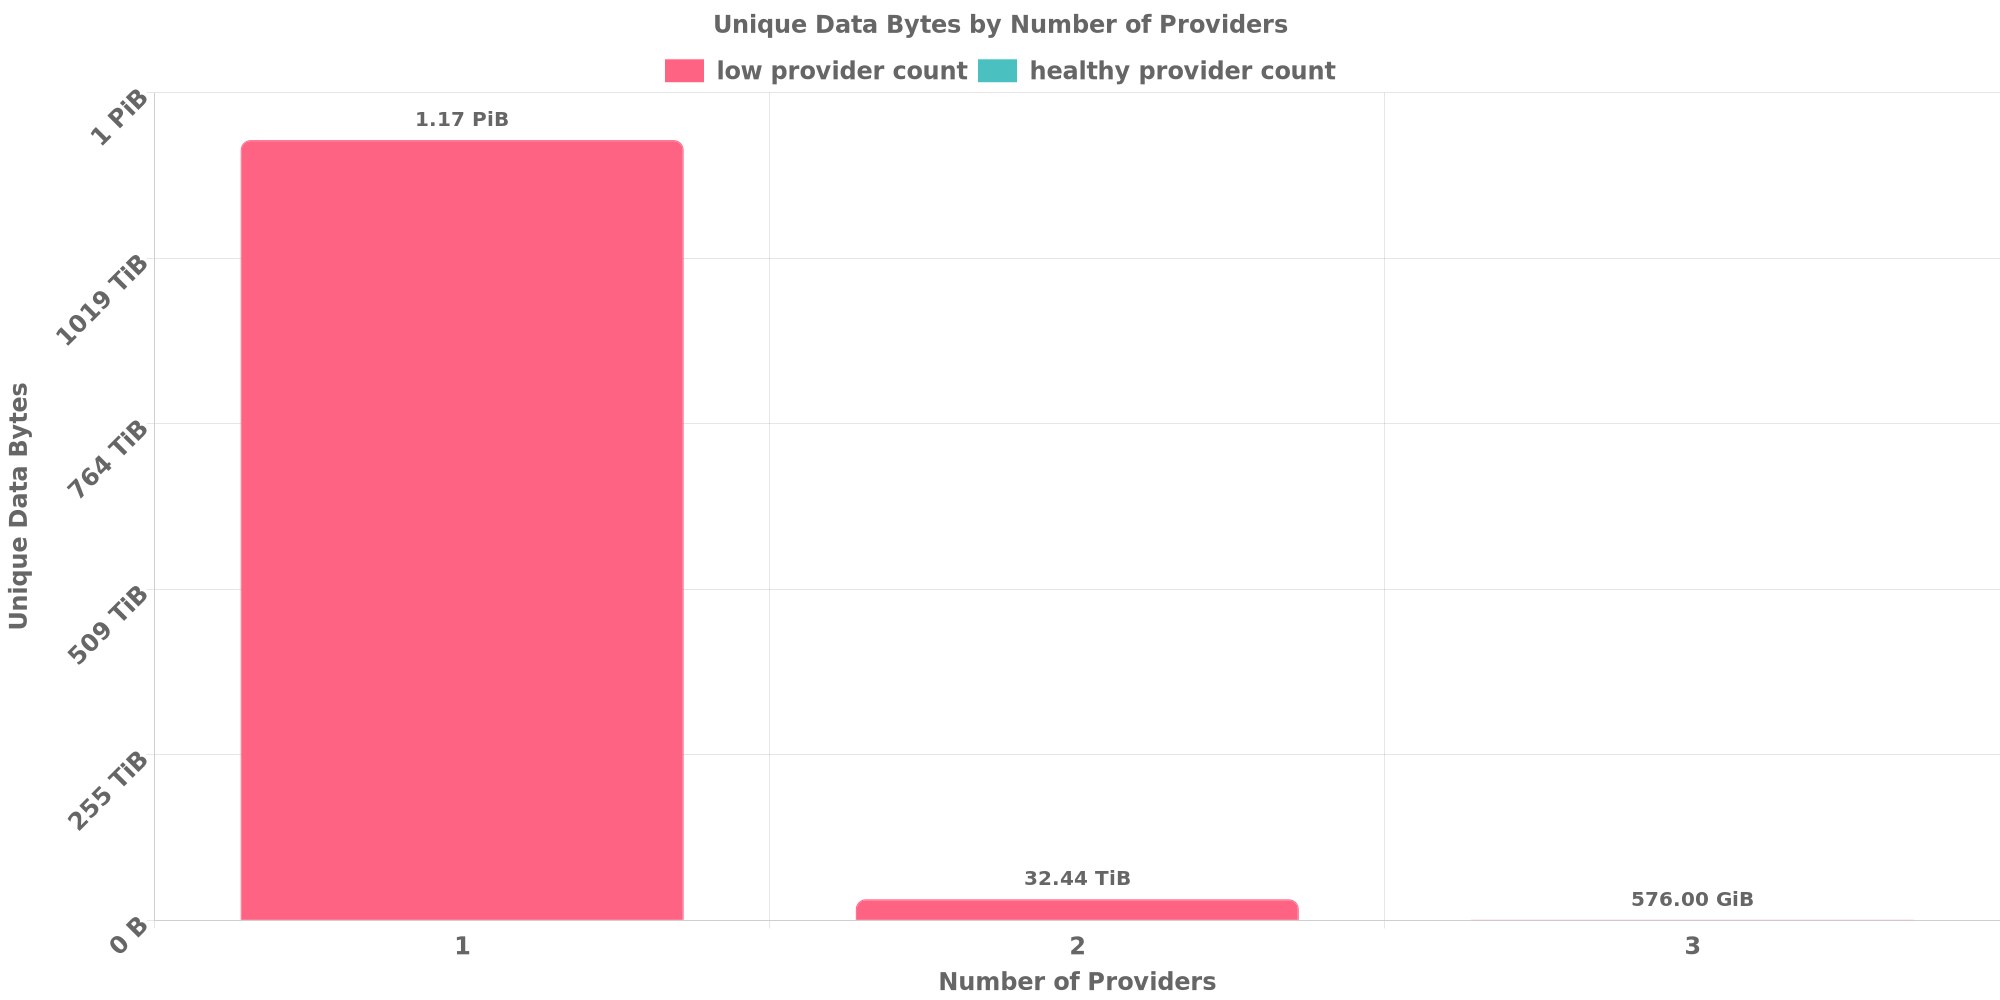 Unique Data Bytes by Number of Providers
low provider count
healthy provider count
1 PiB
1019 TiB
764 TiB
509 TiB
255 TiB
0 B
Unique Data Bytes
1.17 PiB
32.44 TiB
576.00 GiB
1
2
3
Number of Providers